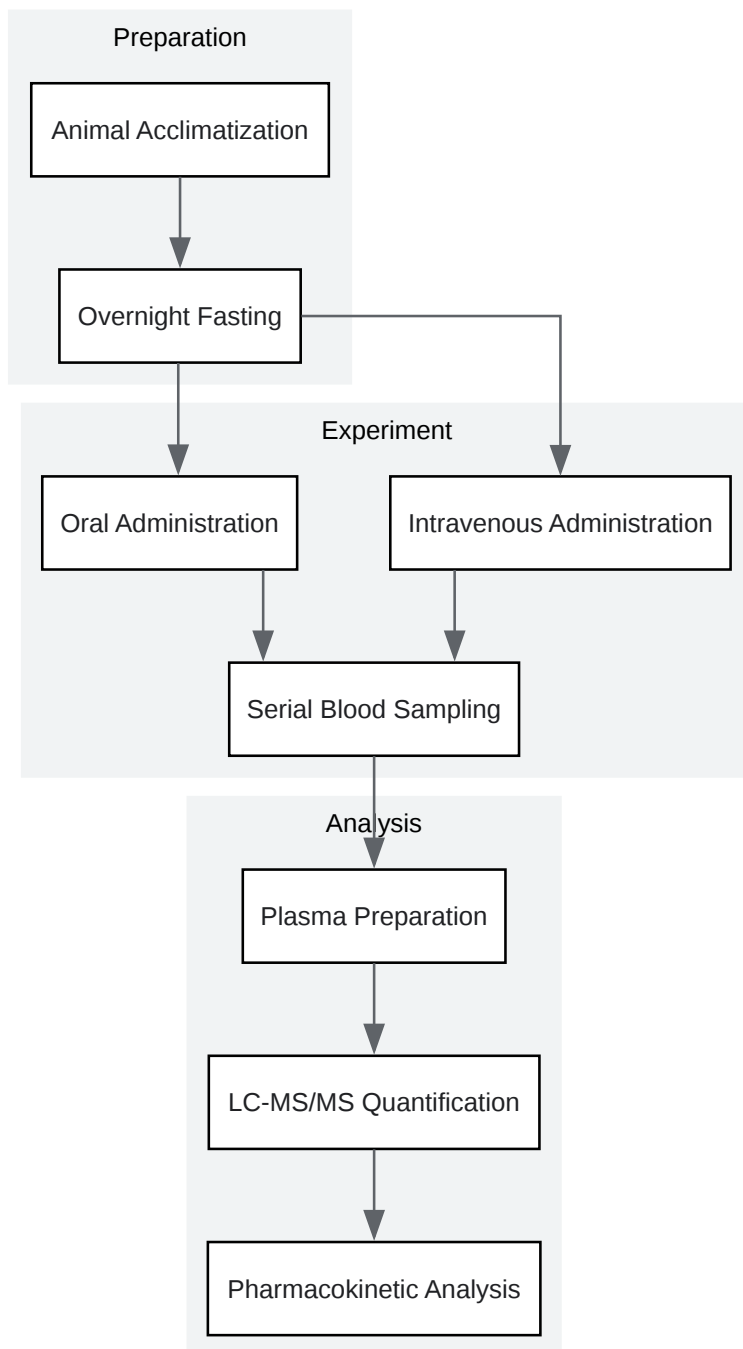 Preparation
Animal Acclimatization
Overnight Fasting
Experiment
Oral Administration
Intravenous Administration
Serial Blood Sampling
Analysis
Plasma Preparation
LC-MS/MS Quantification
Pharmacokinetic Analysis